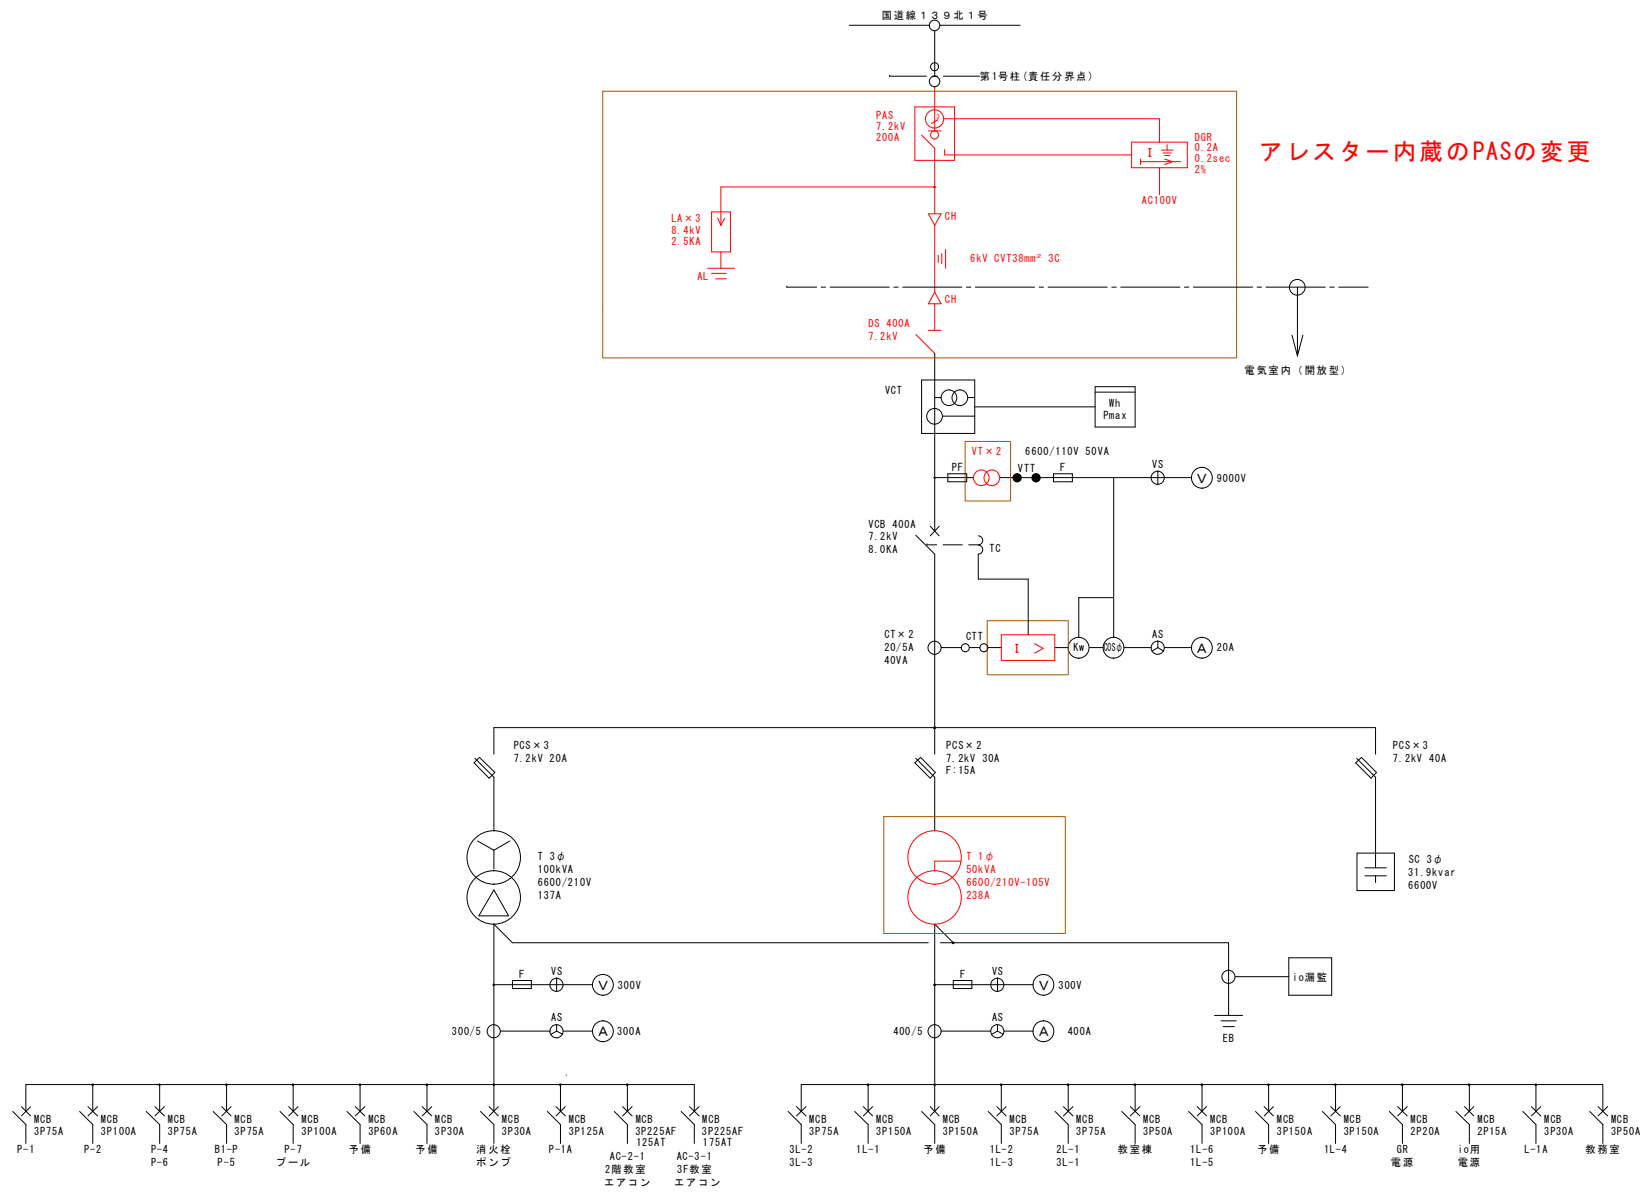 国道線139北1号
第1号柱(責任分界点)
PAS
7.2kV
200A
DGR
0.2A
0.2sec
2%
I
AC100V
アレスター内蔵のPASの変更
LA×3
8.4kV
2.5KA
AL
CH
6kV CVT38mm² 3C
CH
DS 400A
7.2kV
電気室内(開放型)
VCT
Wh
Pmax
VT×2
6600/110V 50VA
PF
VTT
F
VS
V
9000V
VCB 400A
7.2kV
8.0KA
TC
CT×2
20/5A
40VA
CTT
I >
Kw
COSφ
AS
A
20A
PCS×3
7.2kV 20A
PCS×2
7.2kV 30A
F:15A
PCS×3
7.2kV 40A
T 3φ
100kVA
6600/210V
137A
T 1φ
50kVA
6600/210V-105V
238A
SC 3φ
31.9kvar
6600V
F
VS
V
300V
F
VS
V
300V
io漏監
300/5
AS
A
300A
400/5
AS
A
400A
EB
MCB
3P75A
P-1
MCB
3P100A
P-2
MCB
3P75A
P-4
P-6
MCB
3P75A
B1-P
P-5
MCB
3P100A
P-7
プール
MCB
3P60A
予備
MCB
3P30A
予備
MCB
3P30A
消火栓
ポンプ
MCB
3P125A
P-1A
MCB
3P225AF
125AT
AC-2-1
2階教室
エアコン
MCB
3P225AF
175AT
AC-3-1
3F教室
エアコン
MCB
3P75A
3L-2
3L-3
MCB
3P150A
1L-1
MCB
3P150A
予備
MCB
3P75A
1L-2
1L-3
MCB
3P75A
2L-1
3L-1
MCB
3P50A
教室棟
MCB
3P100A
1L-6
1L-5
MCB
3P150A
予備
MCB
3P150A
1L-4
MCB
2P20A
GR
電源
MCB
2P15A
io用
電源
MCB
3P30A
L-1A
MCB
3P50A
教務室